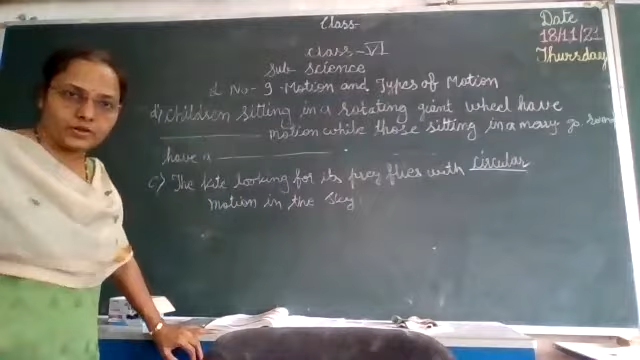 Class-
Date
18/11/21
Thursday
Class-VI
Sub Science
L No- 9 Motion and Types of Motion
d) Children sitting in a rotating giant wheel have
motion while those sitting in a mary go roun
have a
c) The kite looking for its prey flies with circular
motion in the sky